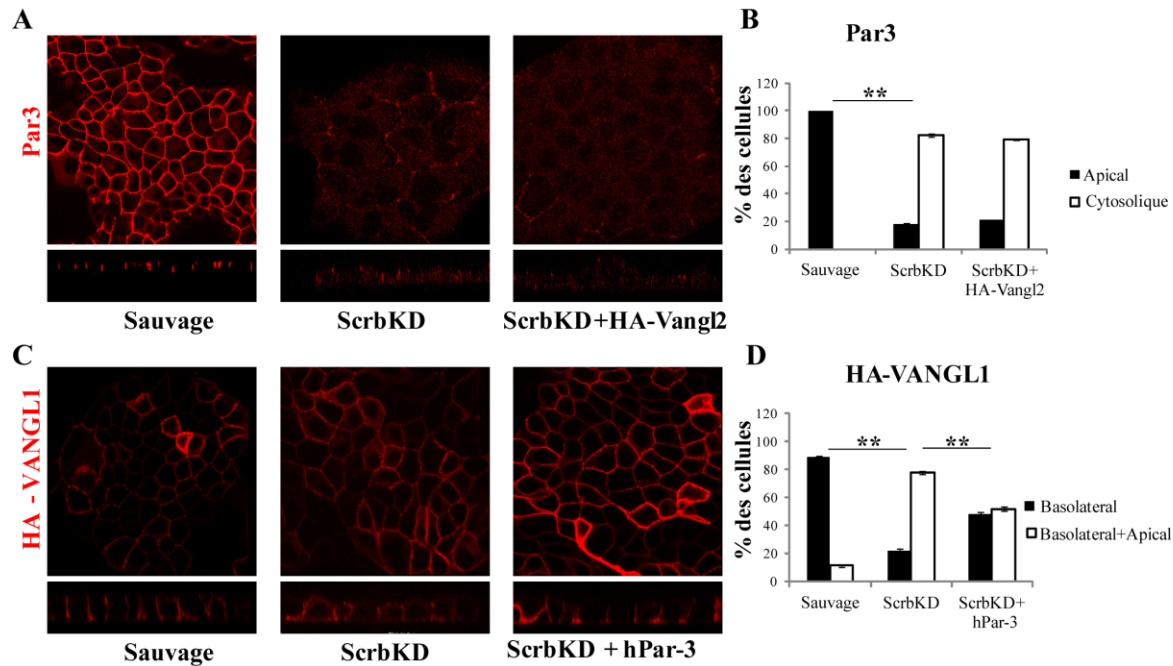 A
Par3
Sauvage
ScrbKD
ScrbKD+HA-Vangl2
B
Par3
% des cellules
120
100
80
60
40
20
0
**
Apical
Cytosolique
Sauvage
ScrbKD
ScrbKD+
HA-Vangl2
C
HA - VANGL1
Sauvage
ScrbKD
ScrbKD + hPar-3
D
HA-VANGL1
% des cellules
120
100
80
60
40
20
0
**
**
Basolateral
Basolateral+Apical
Sauvage
ScrbKD
ScrbKD+
hPar-3